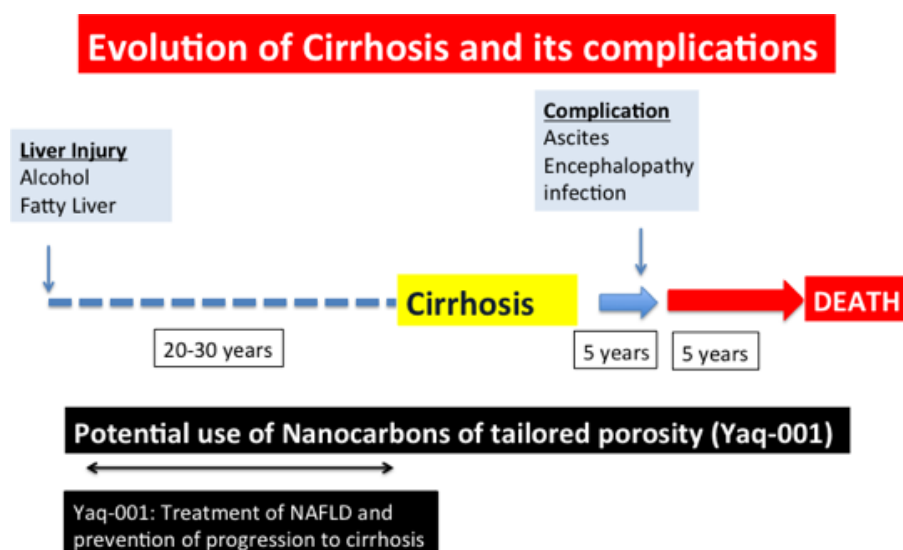 Evolution of Cirrhosis and its complications
Liver Injury
Alcohol
Fatty Liver
Complication
Ascites
Encephalopathy
infection
Cirrhosis
DEATH
20-30 years
5 years
5 years
Potential use of Nanocarbons of tailored porosity (Yaq-001)
Yaq-001: Treatment of NAFLD and
prevention of progression to cirrhosis